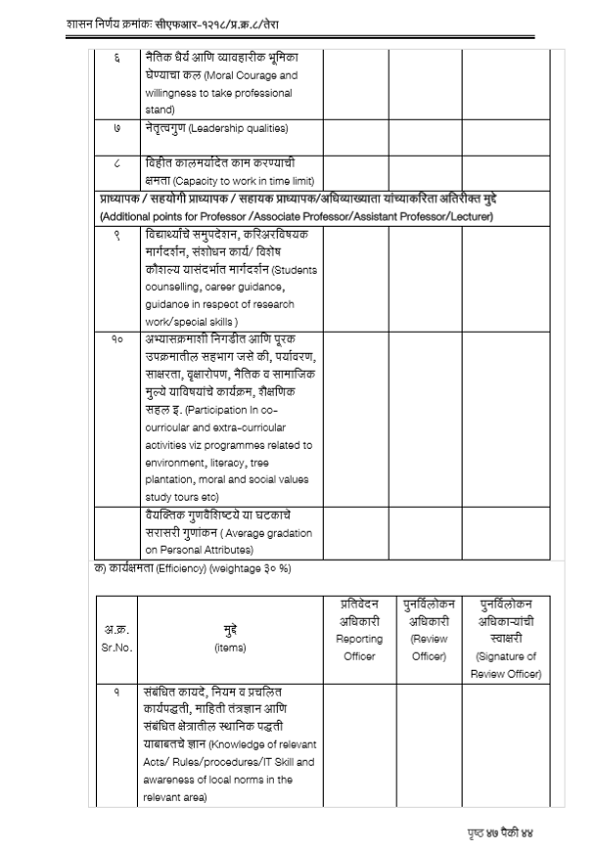 शासन निर्णय क्रमांकः सीएफआर-१२१८/प्र.क्र.८/तेरा
६ नैतिक धैर्य आणि व्यावहारीक भूमिका
घेण्याचा कल (Moral Courage and
willingness to take professional
stand)
७ नेतृत्वगुण (Leadership qualities)
८ विहीत कालमर्यादेत काम करण्याची
क्षमता (Capacity to work in time limit)
प्राध्यापक / सहयोगी प्राध्यापक / सहायक प्राध्यापक/अधिव्याख्याता यांच्याकरिता अतिरीक्त मुद्दे
(Additional points for Professor /Associate Professor/Assistant Professor/Lecturer)
९ विद्यार्थ्यांचे समुपदेशन, करिअरविषयक
मार्गदर्शन, संशोधन कार्य/ विशेष
कौशल्य यासंदर्भात मार्गदर्शन (Students
counselling, career guidance,
guidance in respect of research
work/special skills )
१० अभ्यासक्रमाशी निगडीत आणि पूरक
उपक्रमातील सहभाग जसे की, पर्यावरण,
साक्षरता, वृक्षारोपण, नैतिक व सामाजिक
मुल्ये याविषयांचे कार्यक्रम, शैक्षणिक
सहल इ. (Participation In co-
curricular and extra-curricular
activities viz programmes related to
environment, literacy, tree
plantation, moral and social values
study tours etc)
वैयक्तिक गुणवैशिष्टये या घटकाचे
सरासरी गुणांकन ( Average gradation
on Personal Attributes)
क) कार्यक्षमता (Efficiency) (weightage ३० %)
अ.क्र.
Sr.No.
मुद्दे
(items)
प्रतिवेदन
अधिकारी
Reporting
Officer
पुनर्विलोकन
अधिकारी
(Review
Officer)
पुनर्विलोकन
अधिकाऱ्यांची
स्वाक्षरी
(Signature of
Review Officer)
१ संबंधित कायदे, नियम व प्रचलित
कार्यपद्धती, माहिती तंत्रज्ञान आणि
संबंधित क्षेत्रातील स्थानिक पद्धती
याबाबतचे ज्ञान (Knowledge of relevant
Acts/ Rules/procedures/IT Skill and
awareness of local norms in the
relevant area)
पृष्ठ ४७ पैकी ४४